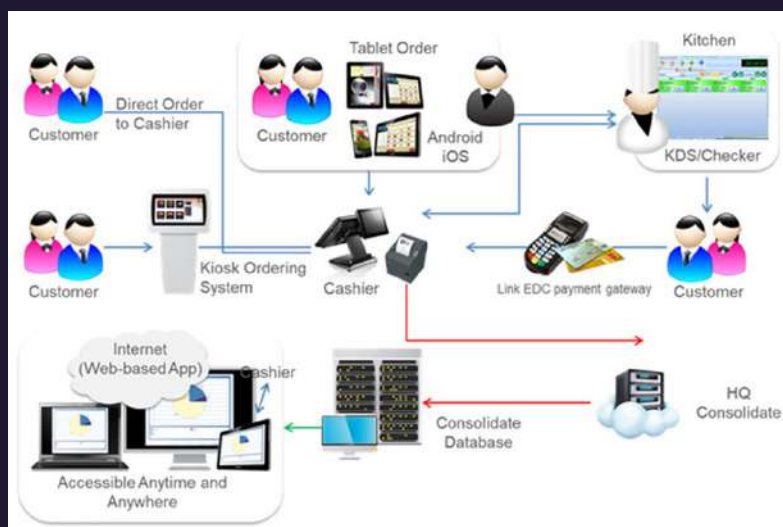 Tablet Order
Kitchen
Direct Order
to Cashier
Customer
Customer
Android
iOS
KDS/Checker
Customer
Kiosk Ordering
System
Cashier
Link EDC payment gateway
Customer
Internet
(Web-based App)
Cashier
Consolidate
Database
HQ
Consolidate
Accessible Anytime and
Anywhere